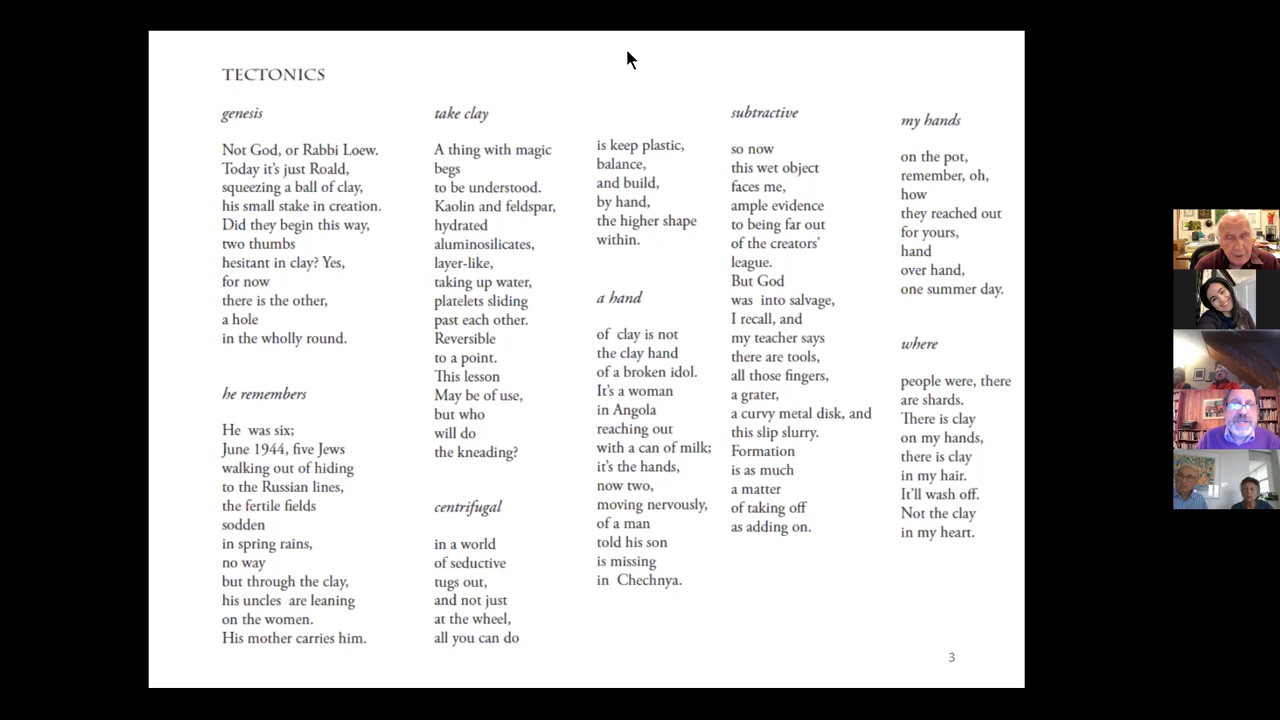 TECTONICS
genesis
Not God, or Rabbi Loew.
Today it's just Roald,
squeezing a ball of clay,
his small stake in creation.
Did they begin this way,
two thumbs
hesitant in clay? Yes,
for now
there is the other,
a hole
in the wholly round.
he remembers
He was six;
June 1944, five Jews
walking out of hiding
to the Russian lines,
the fertile fields
sodden
in spring rains,
no way
but through the clay,
his uncles are leaning
on the women.
His mother carries him.
take clay
A thing with magic
begs
to be understood.
Kaolin and feldspar,
hydrated
aluminosilicates,
layer-like,
taking up water,
platelets sliding
past each other.
Reversible
to a point.
This lesson
May be of use,
but who
will do
the kneading?
centrifugal
in a world
of seductive
tugs out,
and not just
at the wheel,
all you can do
is keep plastic,
balance,
and build,
by hand,
the higher shape
within.
a hand
of clay is not
the clay hand
of a broken idol.
It's a woman
in Angola
reaching out
with a can of milk;
it's the hands,
now two,
moving nervously,
of a man
told his son
is missing
in Chechnya.
subtractive
so now
this wet object
faces me,
ample evidence
to being far out
of the creators'
league.
But God
was into salvage,
I recall, and
my teacher says
there are tools,
all those fingers,
a grater,
a curvy metal disk, and
this slip slurry.
Formation
is as much
a matter
of taking off
as adding on.
my hands
on the pot,
remember, oh,
how
they reached out
for yours,
hand
over hand,
one summer day.
where
people were, there
are shards.
There is clay
on my hands,
there is clay
in my hair.
It'll wash off.
Not the clay
in my heart.
3